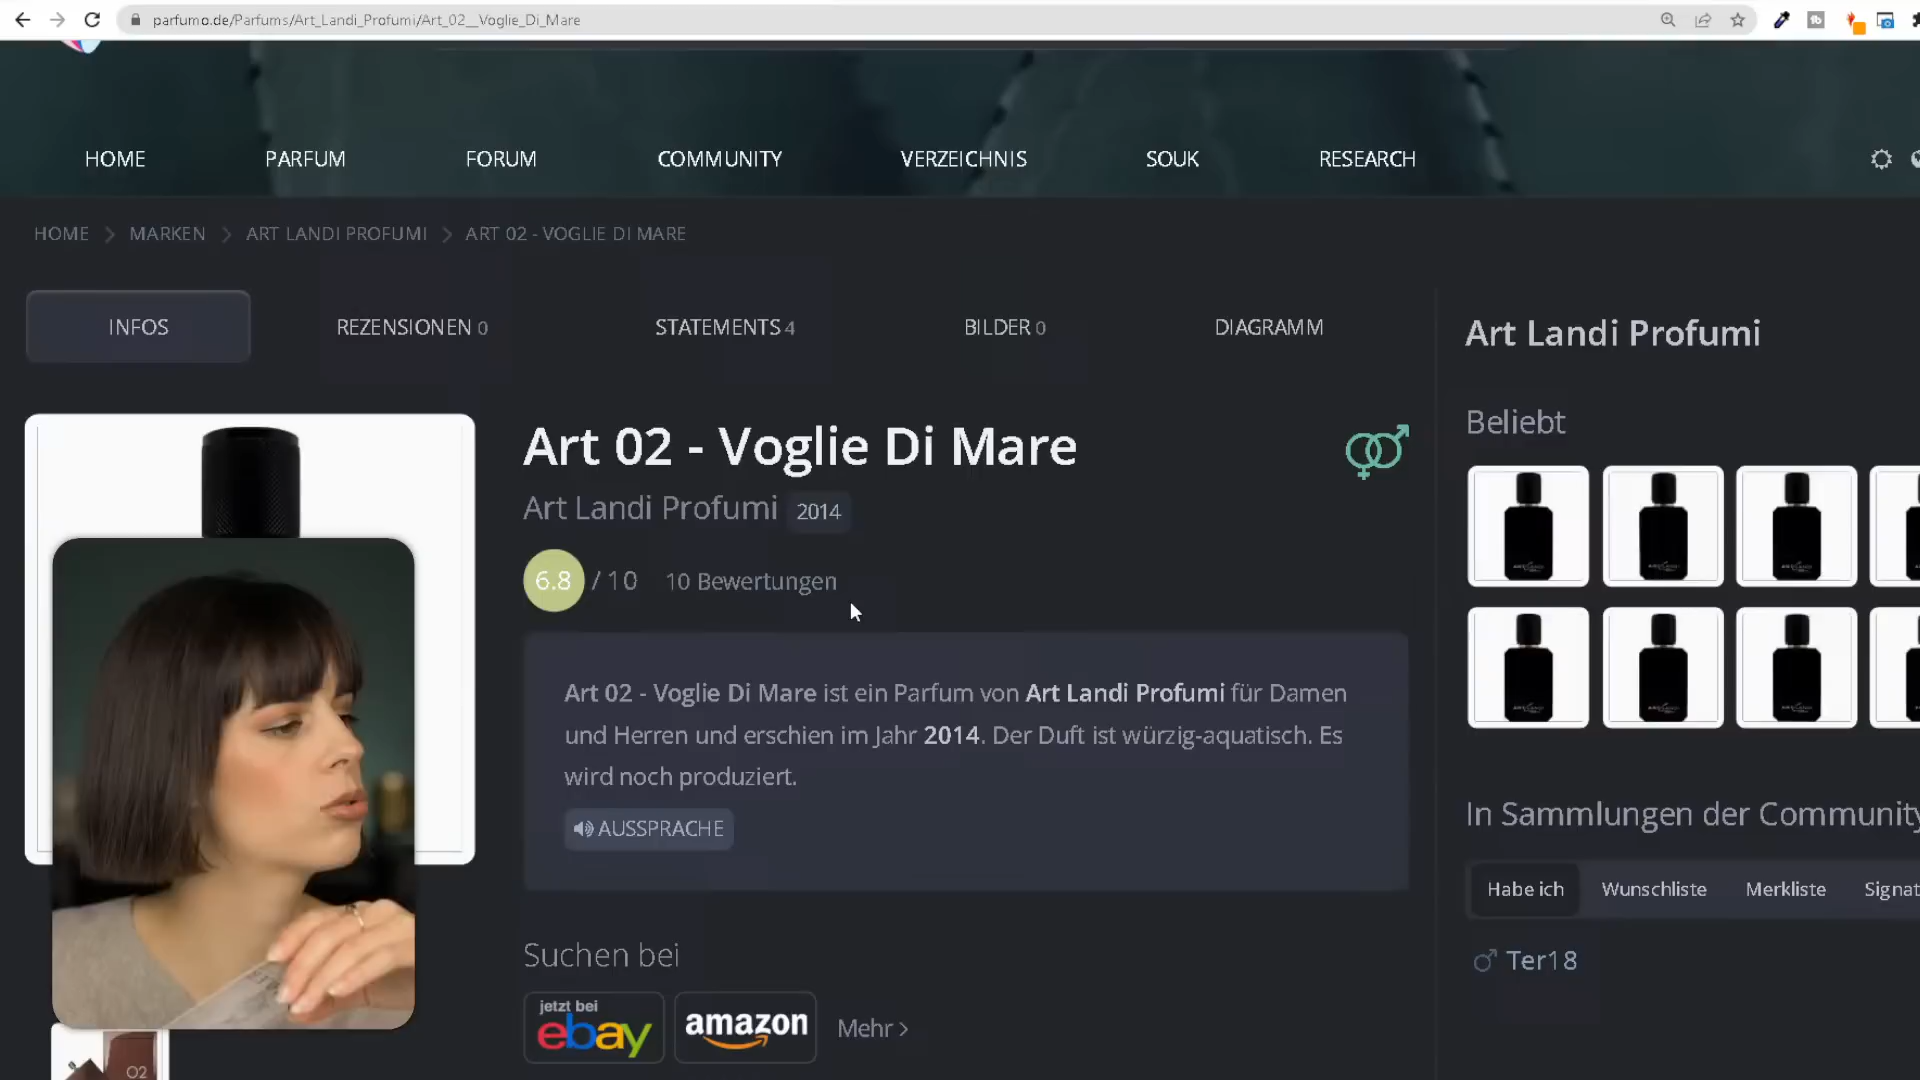 parfumo.de/Parfums/Art_Landi_Profumi/Art_02__Voglie_Di_Mare
HOME
PARFUM
FORUM
COMMUNITY
VERZEICHNIS
SOUK
RESEARCH
HOME > MARKEN > ART LANDI PROFUMI > ART 02 - VOGLIE DI MARE
INFOS
REZENSIONEN 0
STATEMENTS 4
BILDER 0
DIAGRAMM
Art 02 - Voglie Di Mare
Art Landi Profumi 2014
6.8 / 10 10 Bewertungen
Art 02 - Voglie Di Mare ist ein Parfum von Art Landi Profumi für Damen
und Herren und erschien im Jahr 2014. Der Duft ist würzig-aquatisch. Es
wird noch produziert.
AUSSPRACHE
Suchen bei
jetzt bei
ebay
amazon
Mehr >
02
Art Landi Profumi
Beliebt
In Sammlungen der Community
Habe ich
Wunschliste
Merkliste
Signat
Ter18